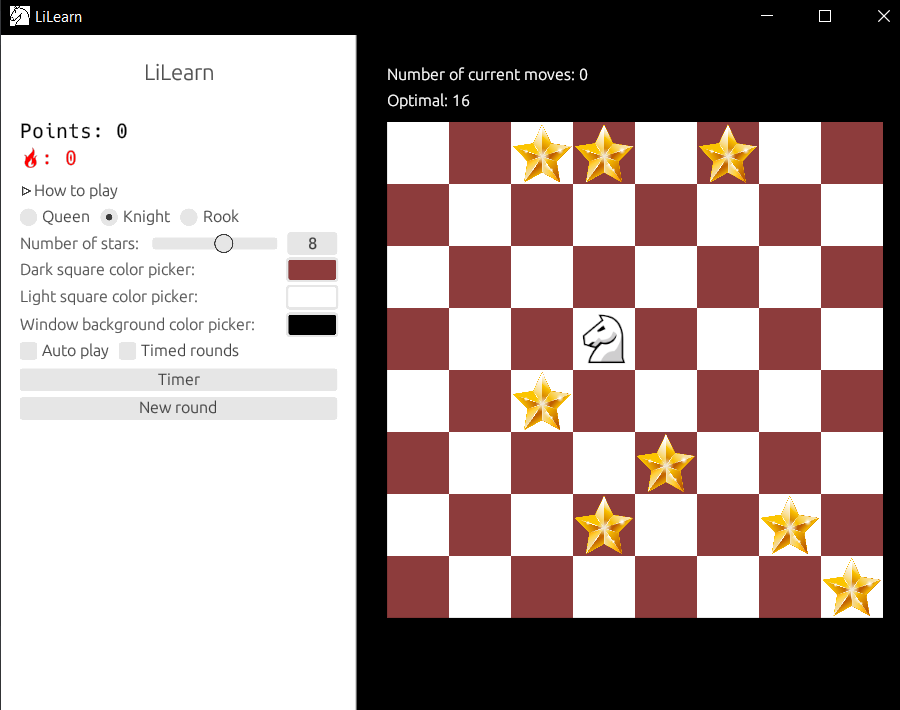 LiLearn
LiLearn
Points: 0
: 0
How to play
Queen Knight Rook
Number of stars: 8
Dark square color picker:
Light square color picker:
Window background color picker:
Auto play Timed rounds
Timer
New round
Number of current moves: 0
Optimal: 16